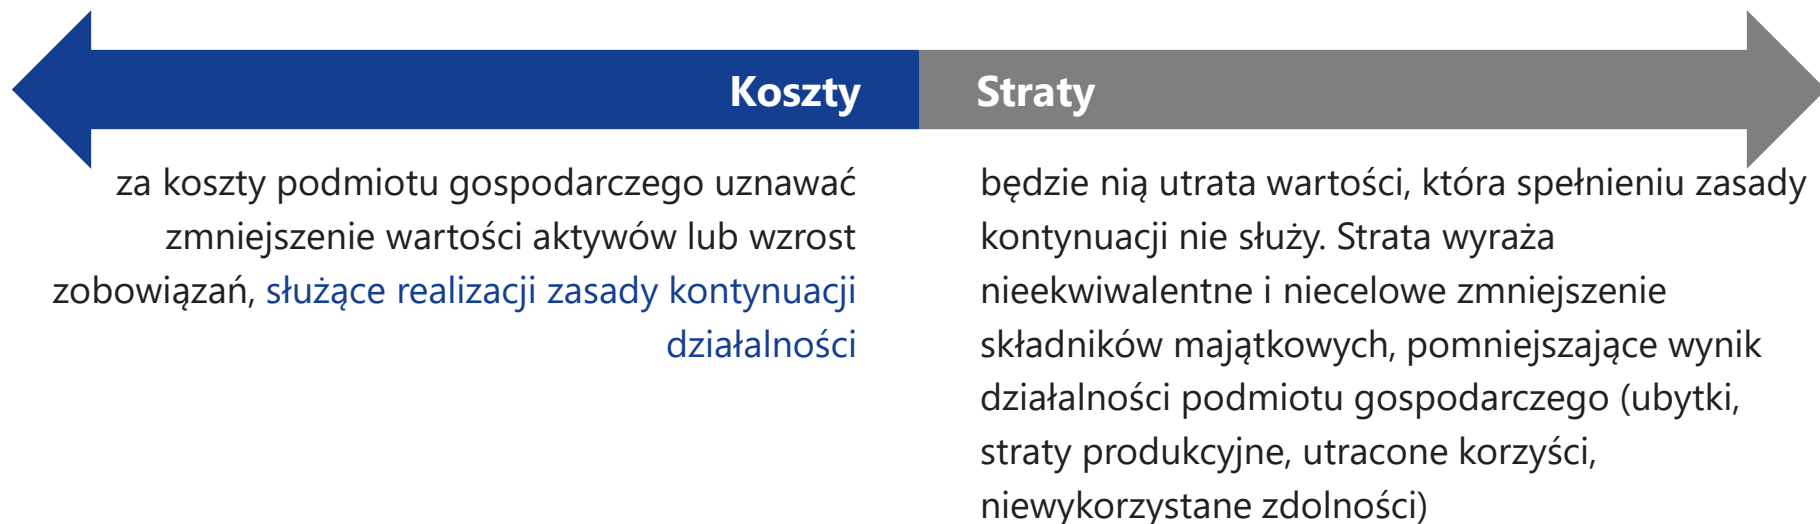 Koszty
za koszty podmiotu gospodarczego uznawać
zmniejszenie wartości aktywów lub wzrost
zobowiązań, służące realizacji zasady kontynuacji
działalności
Straty
będzie nią utrata wartości, która spełnieniu zasady
kontynuacji nie służy. Strata wyraża
nieekwiwalentne i niecelowe zmniejszenie
składników majątkowych, pomniejszające wynik
działalności podmiotu gospodarczego (ubytki,
straty produkcyjne, utracone korzyści,
niewykorzystane zdolności)